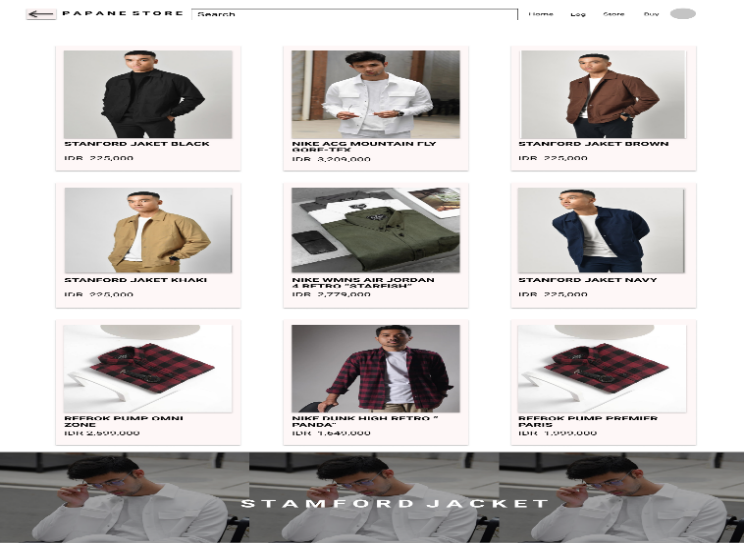 PAPANE STORE
Search
Home Log Store Buy
STANFORD JAKET BLACK
IDR 225,000
NIKE ACG MOUNTAIN FLY
GORE-TEX
IDR 3,209,000
STANFORD JAKET BROWN
IDR 225,000
STANFORD JAKET KHAKI
IDR 225,000
NIKE WMNS AIR JORDAN
4 RETRO "STARFISH"
IDR 2,779,000
STANFORD JAKET NAVY
IDR 225,000
REEBOK PUMP OMNI
ZONE
IDR 2,599,000
NIKE DUNK HIGH RETRO "
PANDA"
IDR 1,649,000
REEBOK PUMP PREMIER
PARIS
IDR 1,999,000
STAMFORD JACKET